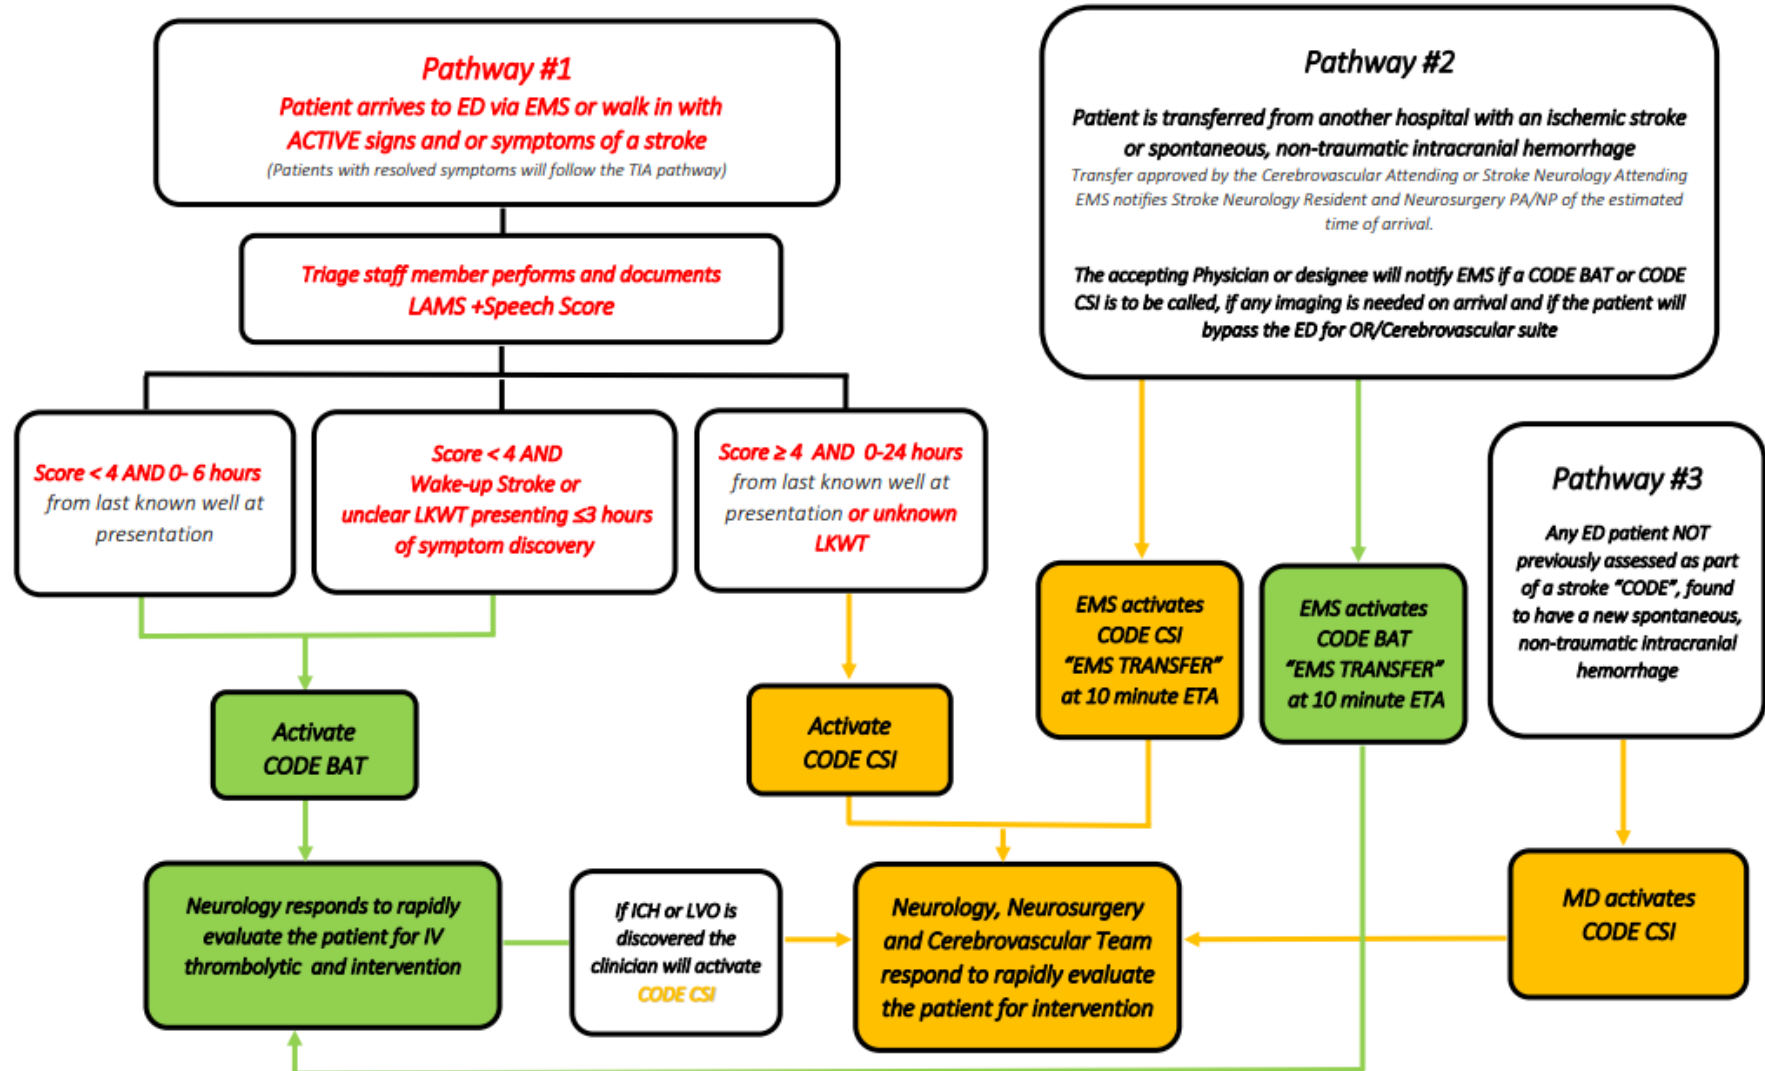 Pathway #1
Patient arrives to ED via EMS or walk in with
ACTIVE signs and or symptoms of a stroke
(Patients with resolved symptoms will follow the TIA pathway)
Triage staff member performs and documents
LAMS +Speech Score
Score < 4 AND 0- 6 hours
from last known well at
presentation
Score < 4 AND
Wake-up Stroke or
unclear LKWT presenting ≤3 hours
of symptom discovery
Score ≥ 4 AND 0-24 hours
from last known well at
presentation or unknown
LKWT
Activate
CODE BAT
Activate
CODE CSI
Neurology responds to rapidly
evaluate the patient for IV
thrombolytic and intervention
If ICH or LVO is
discovered the
clinician will activate
CODE CSI
Neurology, Neurosurgery
and Cerebrovascular Team
respond to rapidly evaluate
the patient for intervention
Pathway #2
Patient is transferred from another hospital with an ischemic stroke
or spontaneous, non-traumatic intracranial hemorrhage
Transfer approved by the Cerebrovascular Attending or Stroke Neurology Attending
EMS notifies Stroke Neurology Resident and Neurosurgery PA/NP of the estimated
time of arrival.
The accepting Physician or designee will notify EMS if a CODE BAT or CODE
CSI is to be called, if any imaging is needed on arrival and if the patient will
bypass the ED for OR/Cerebrovascular suite
EMS activates
CODE CSI
“EMS TRANSFER”
at 10 minute ETA
EMS activates
CODE BAT
“EMS TRANSFER”
at 10 minute ETA
Pathway #3
Any ED patient NOT
previously assessed as part
of a stroke “CODE”, found
to have a new spontaneous,
non-traumatic intracranial
hemorrhage
MD activates
CODE CSI